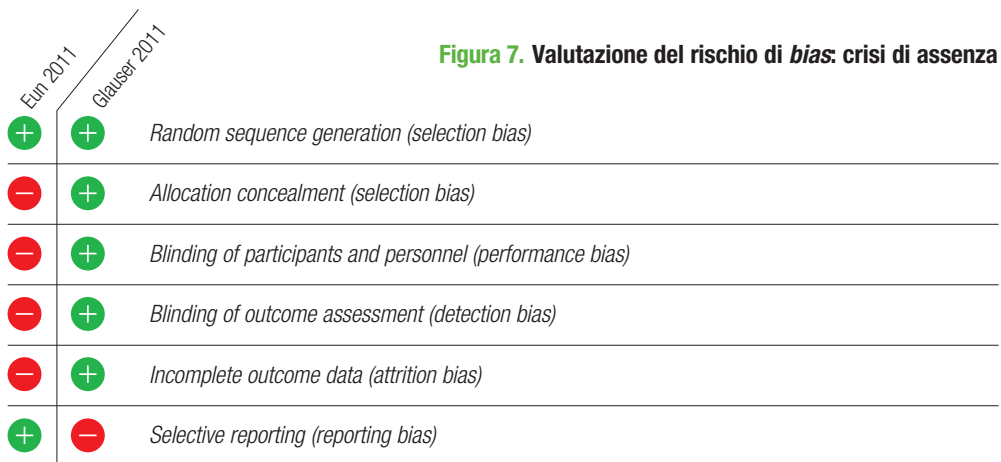 Figura 7. Valutazione del rischio di bias: crisi di assenza
Eun 2011
Glauser 2011
+ + Random sequence generation (selection bias)
− + Allocation concealment (selection bias)
− + Blinding of participants and personnel (performance bias)
− + Blinding of outcome assessment (detection bias)
− + Incomplete outcome data (attrition bias)
+ − Selective reporting (reporting bias)